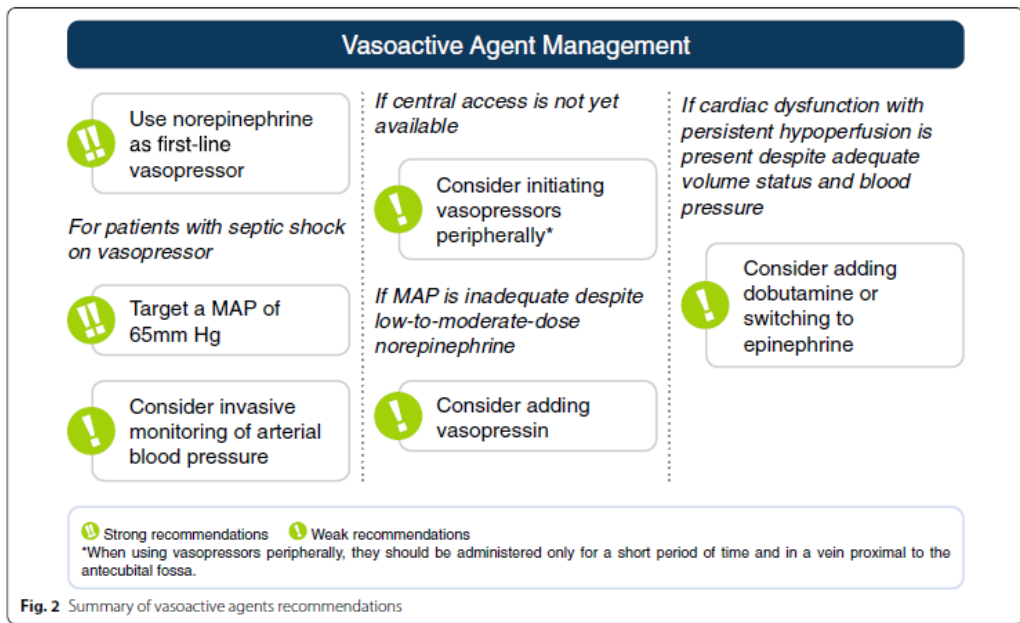 Vasoactive Agent Management
Use norepinephrine
as first-line
vasopressor
For patients with septic shock
on vasopressor
Target a MAP of
65mm Hg
Consider invasive
monitoring of arterial
blood pressure
If central access is not yet
available
Consider initiating
vasopressors
peripherally*
If MAP is inadequate despite
low-to-moderate-dose
norepinephrine
Consider adding
vasopressin
If cardiac dysfunction with
persistent hypoperfusion is
present despite adequate
volume status and blood
pressure
Consider adding
dobutamine or
switching to
epinephrine
!! Strong recommendations ! Weak recommendations
*When using vasopressors peripherally, they should be administered only for a short period of time and in a vein proximal to the
antecubital fossa.
Fig. 2 Summary of vasoactive agents recommendations